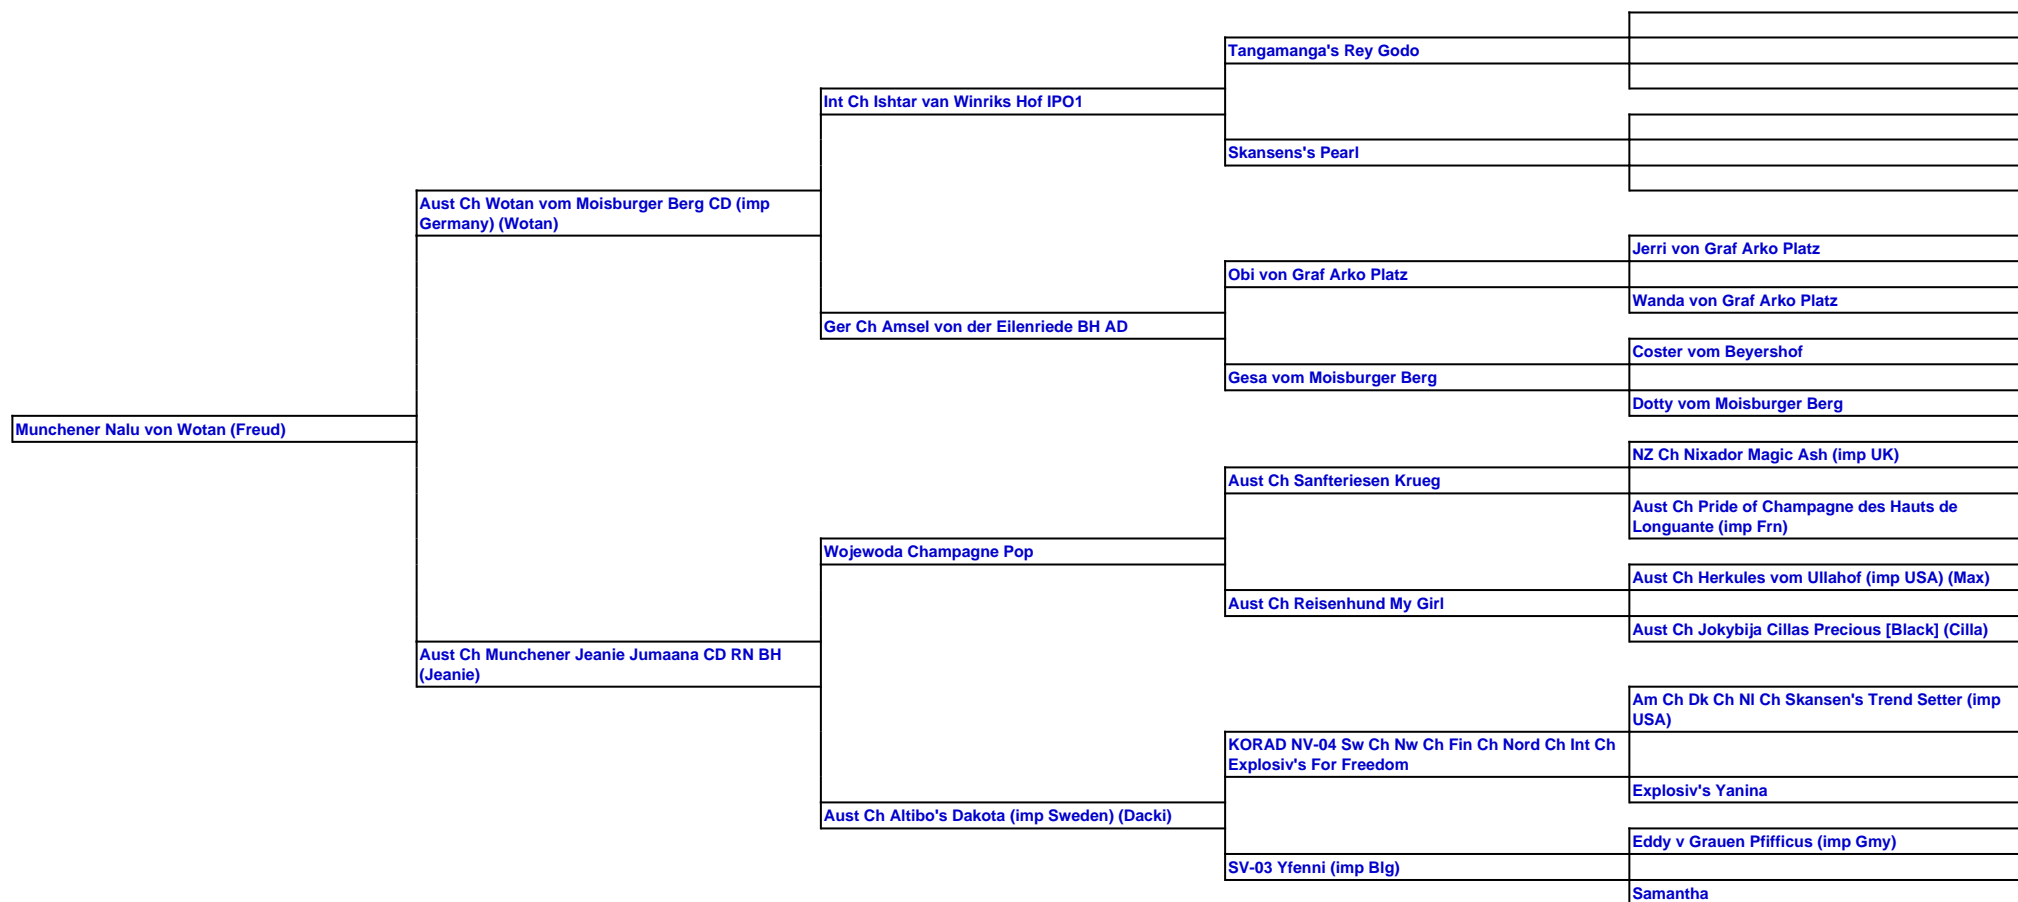 Tangamanga's Rey Godo
Int Ch Ishtar van Winriks Hof IPO1
Skansens's Pearl
Aust Ch Wotan vom Moisburger Berg CD (imp
Germany) (Wotan)
Jerri von Graf Arko Platz
Obi von Graf Arko Platz
Wanda von Graf Arko Platz
Ger Ch Amsel von der Eilenriede BH AD
Coster vom Beyershof
Gesa vom Moisburger Berg
Dotty vom Moisburger Berg
Munchener Nalu von Wotan (Freud)
NZ Ch Nixador Magic Ash (imp UK)
Aust Ch Sanfteriesen Krueg
Aust Ch Pride of Champagne des Hauts de
Longuante (imp Frn)
Wojewoda Champagne Pop
Aust Ch Herkules vom Ullahof (imp USA) (Max)
Aust Ch Reisenhund My Girl
Aust Ch Jokybija Cillas Precious [Black] (Cilla)
Aust Ch Munchener Jeanie Jumaana CD RN BH
(Jeanie)
Am Ch Dk Ch Nl Ch Skansen's Trend Setter (imp
USA)
KORAD NV-04 Sw Ch Nw Ch Fin Ch Nord Ch Int Ch
Explosiv's For Freedom
Explosiv's Yanina
Aust Ch Altibo's Dakota (imp Sweden) (Dacki)
Eddy v Grauen Pfifficus (imp Gmy)
SV-03 Yfenni (imp Blg)
Samantha